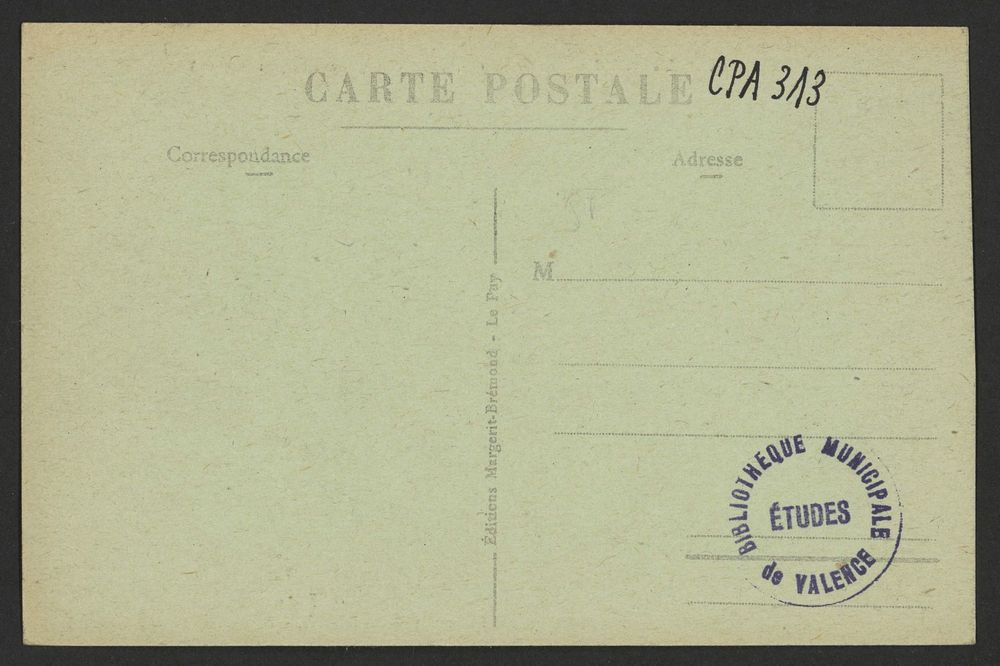 CARTE POSTALE
CPA 313
Correspondance
Adresse
M
Éditions Margerit-Brémond - Le Puy
BIBLIOTHEQUE MUNICIPALE
ÉTUDES
de VALENCE